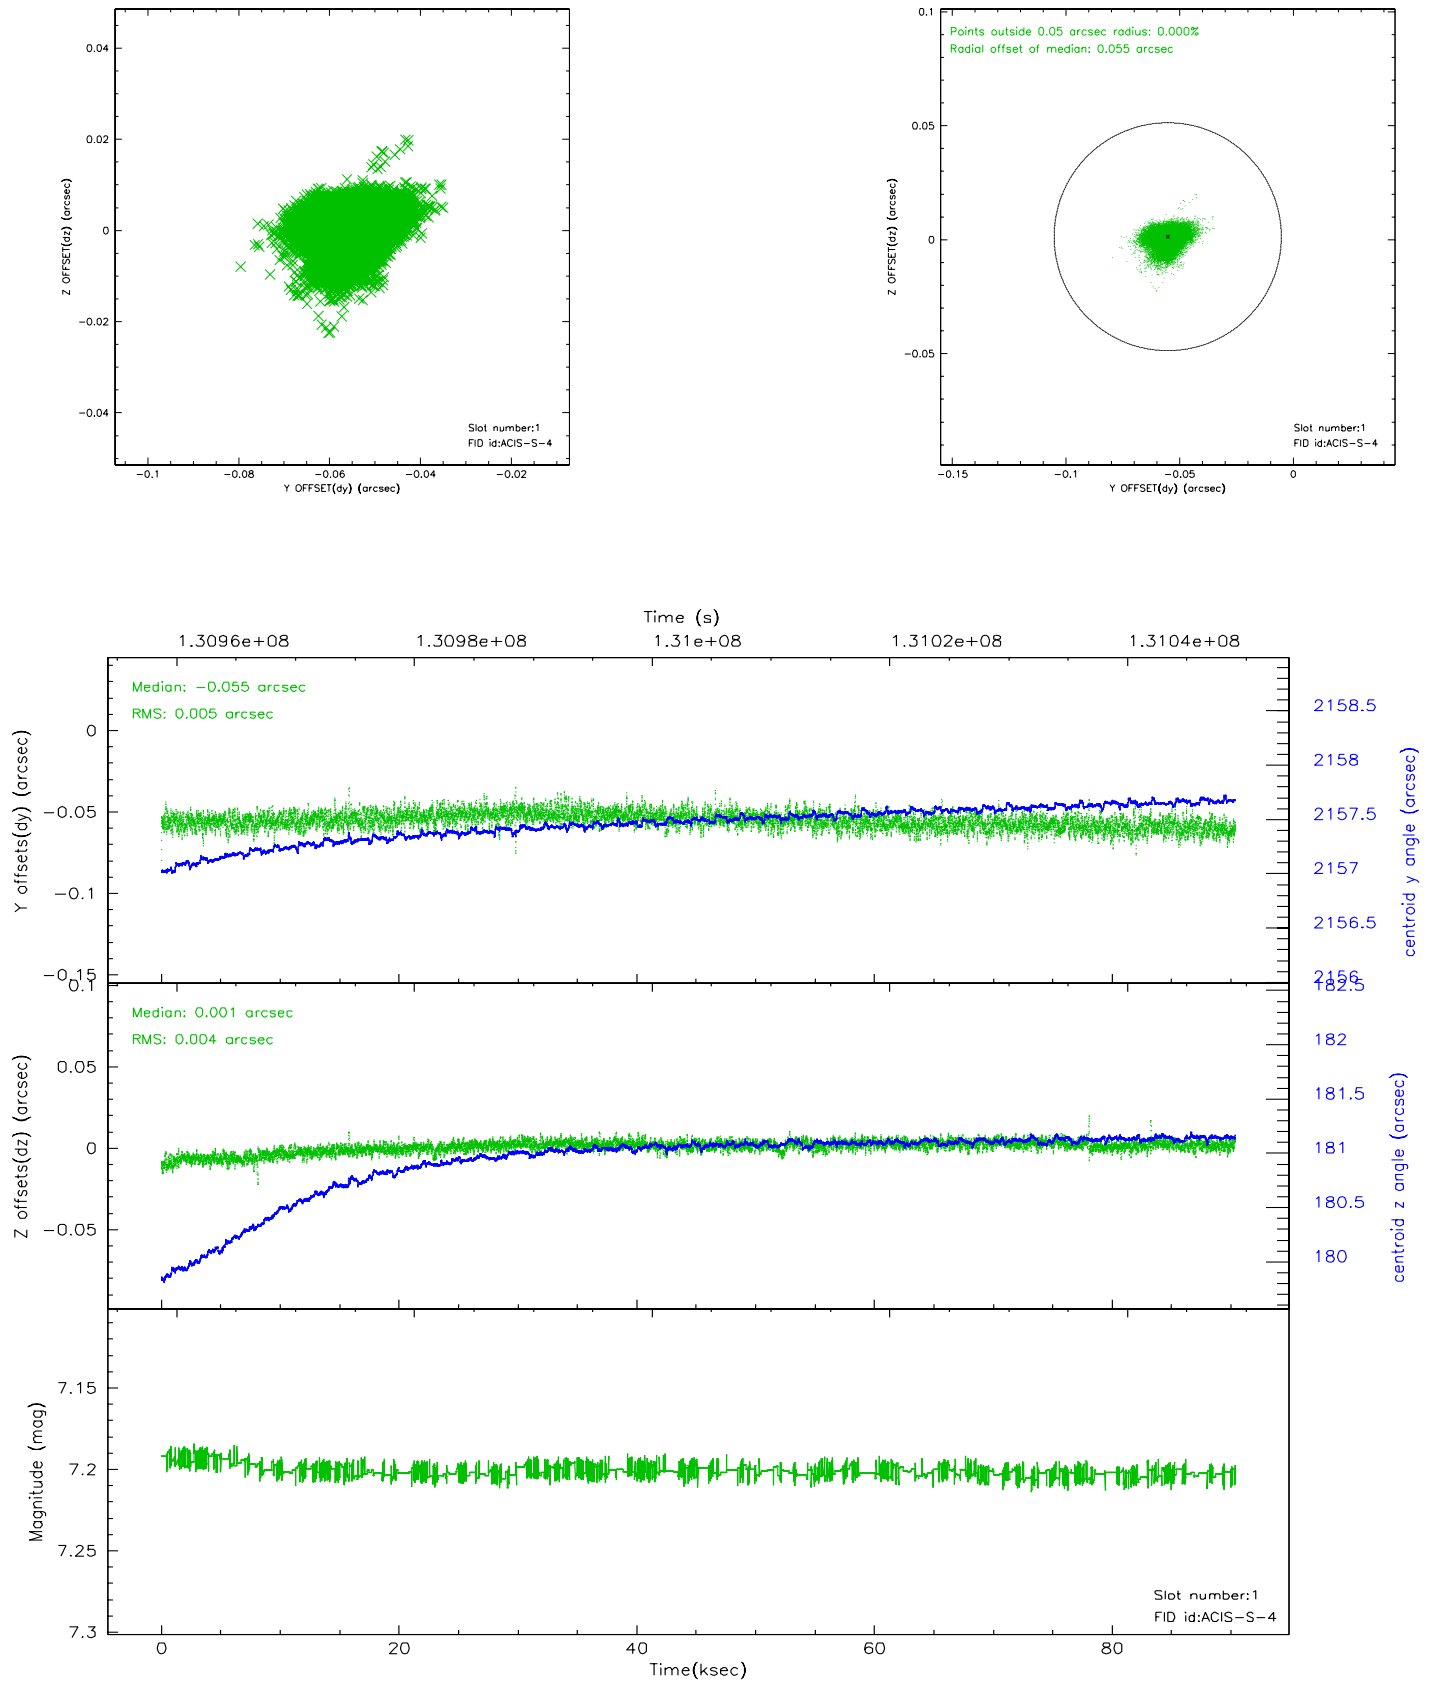 0.04
0.02
0
-0.02
-0.04
Z OFFSET(dz) (arcsec)
Slot number:1
FID id:ACIS-S-4
-0.1 -0.08 -0.06 -0.04 -0.02
Y OFFSET(dy) (arcsec)
Points outside 0.05 arcsec radius: 0.000%
Radial offset of median: 0.055 arcsec
0.1
0.05
0
-0.05
Z OFFSET(dz) (arcsec)
Slot number:1
FID id:ACIS-S-4
-0.15 -0.1 -0.05 0
Y OFFSET(dy) (arcsec)
Time (s)
1.3096e+08 1.3098e+08 1.31e+08 1.3102e+08 1.3104e+08
Median: -0.055 arcsec
RMS: 0.005 arcsec
0
-0.05
-0.1
-0.15
Y offsets(dy) (arcsec)
2158.5
2158
2157.5
2157
2156.5
2156
centroid y angle (arcsec)
Median: 0.001 arcsec
RMS: 0.004 arcsec
0.1
0.05
0
-0.05
Z offsets(dz) (arcsec)
182.5
182
181.5
181
180.5
180
centroid z angle (arcsec)
7.15
7.2
7.25
7.3
Magnitude (mag)
Slot number:1
FID id:ACIS-S-4
0 20 40 60 80
Time(ksec)